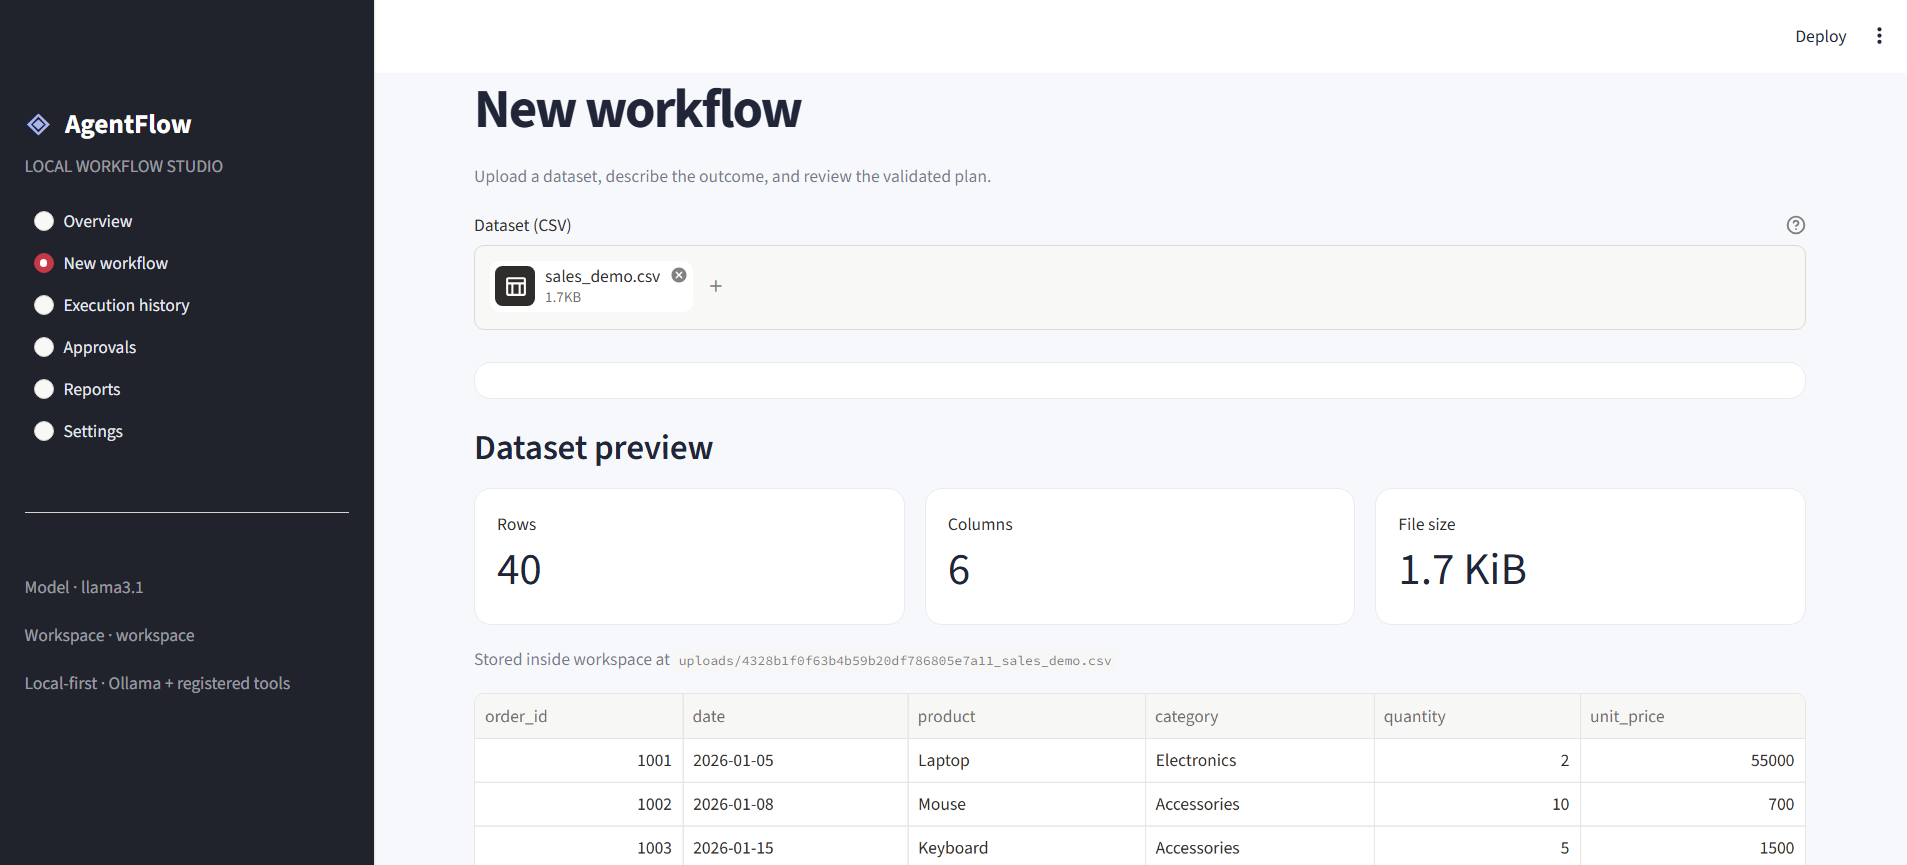 Deploy
AgentFlow
LOCAL WORKFLOW STUDIO
Overview
New workflow
Execution history
Approvals
Reports
Settings
Model · llama3.1
Workspace · workspace
Local-first · Ollama + registered tools
New workflow
Upload a dataset, describe the outcome, and review the validated plan.
Dataset (CSV)
sales_demo.csv
1.7KB
Dataset preview
Rows
40
Columns
6
File size
1.7 KiB
Stored inside workspace at uploads/4328b1f0f63b4b59b20df786805e7a11_sales_demo.csv
order_id date product category quantity unit_price
1001 2026-01-05 Laptop Electronics 2 55000
1002 2026-01-08 Mouse Accessories 10 700
1003 2026-01-15 Keyboard Accessories 5 1500